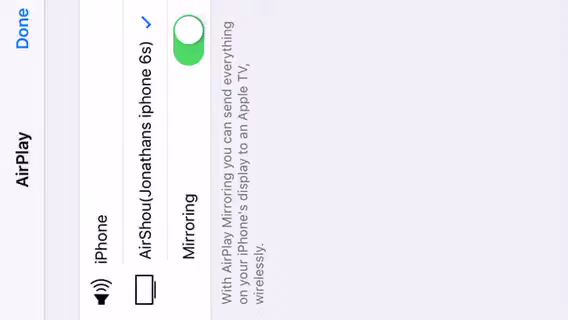 AirPlay
Done
iPhone
AirShou(Jonathans iphone 6s)
Mirroring
With AirPlay Mirroring you can send everything
on your iPhone's display to an Apple TV,
wirelessly.